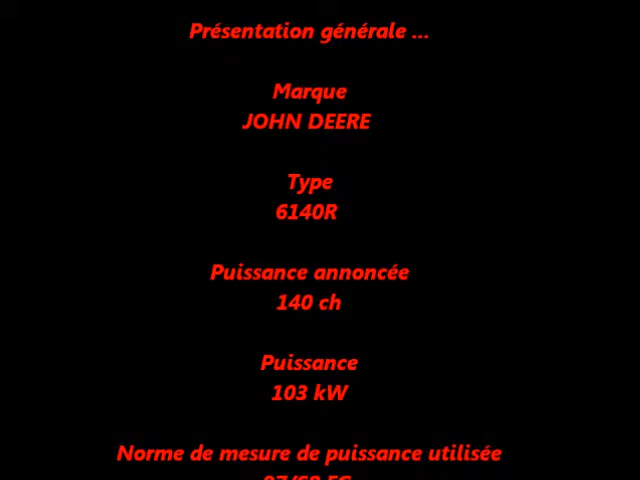 Présentation générale ...
Marque
JOHN DEERE
Type
6140R
Puissance annoncée
140 ch
Puissance
103 kW
Norme de mesure de puissance utilisée